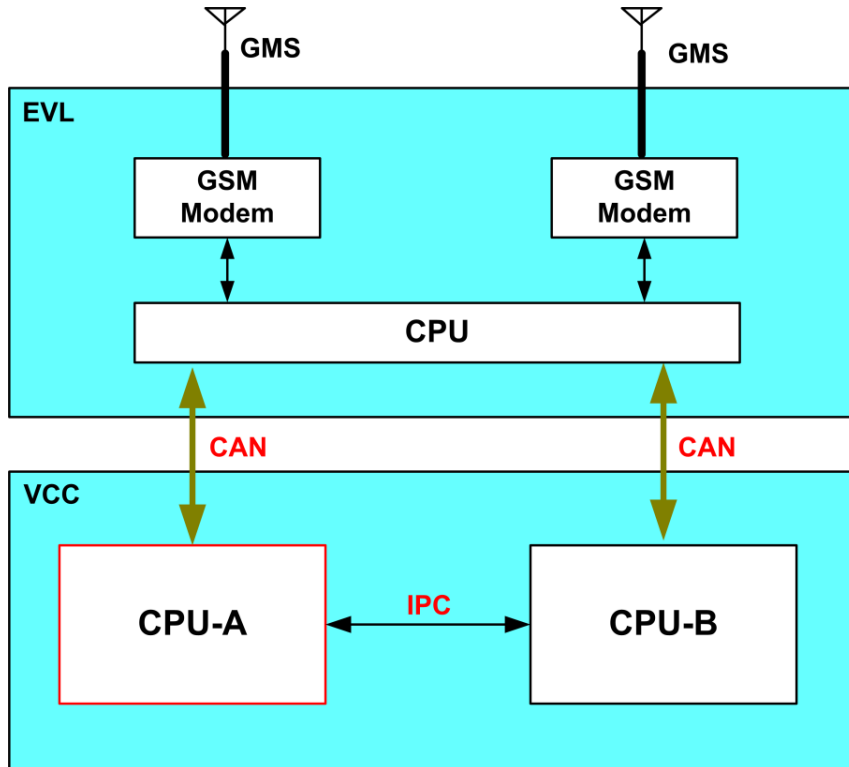 GMS
GMS
EVL
GSM
Modem
GSM
Modem
CPU
CAN
CAN
VCC
CPU-A
IPC
CPU-B